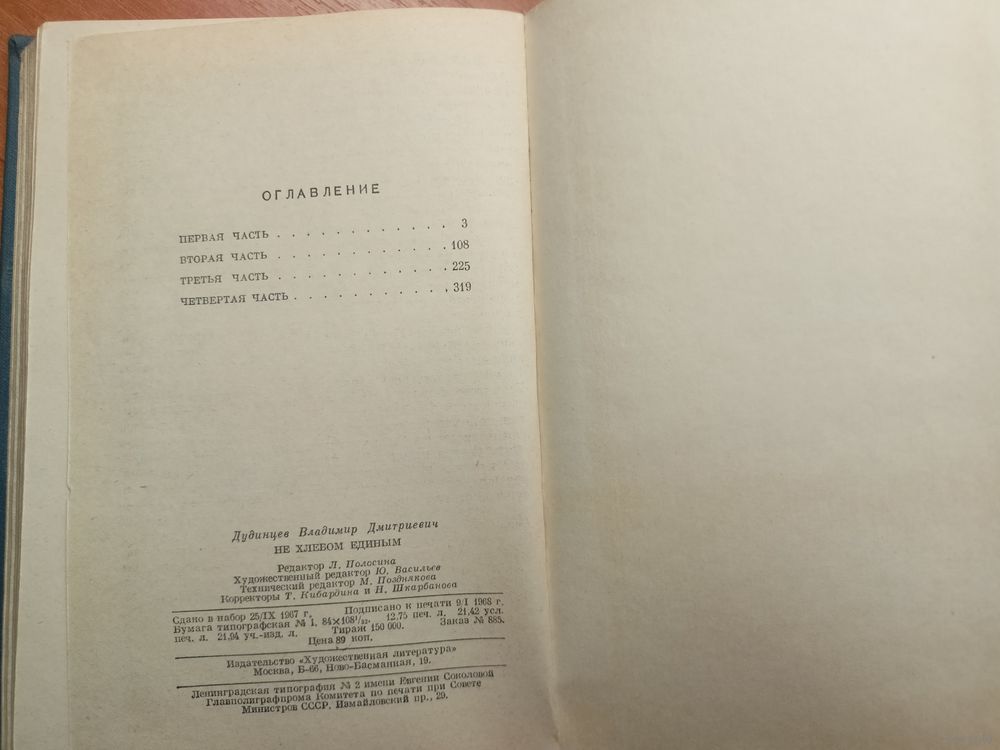 ОГЛАВЛЕНИЕ
ПЕРВАЯ ЧАСТЬ . . . . . . . . . . . . 3
ВТОРАЯ ЧАСТЬ . . . . . . . . . . . . 108
ТРЕТЬЯ ЧАСТЬ . . . . . . . . . . . . 225
ЧЕТВЕРТАЯ ЧАСТЬ . . . . . . . . . . . 319
Дудинцев Владимир Дмитриевич
НЕ ХЛЕБОМ ЕДИНЫМ
Редактор Л. Полосина
Художественный редактор Ю. Васильев
Технический редактор М. Позднякова
Корректоры Т. Кибардина и Н. Шкарбанова
Сдано в набор 25/IX 1967 г. Подписано к печати 9/I 1968 г.
Бумага типографская № 1. 84×108¹/₃₂. 12,75 печ. л. 21,42 усл.
печ. л. 21,94 уч.-изд. л. Тираж 150 000. Заказ № 885.
Цена 89 коп.
Издательство «Художественная литература»
Москва, Б-66, Ново-Басманная, 19.
Ленинградская типография № 2 имени Евгении Соколовой
Главполиграфпрома Комитета по печати при Совете
Министров СССР. Измайловский пр., 29.